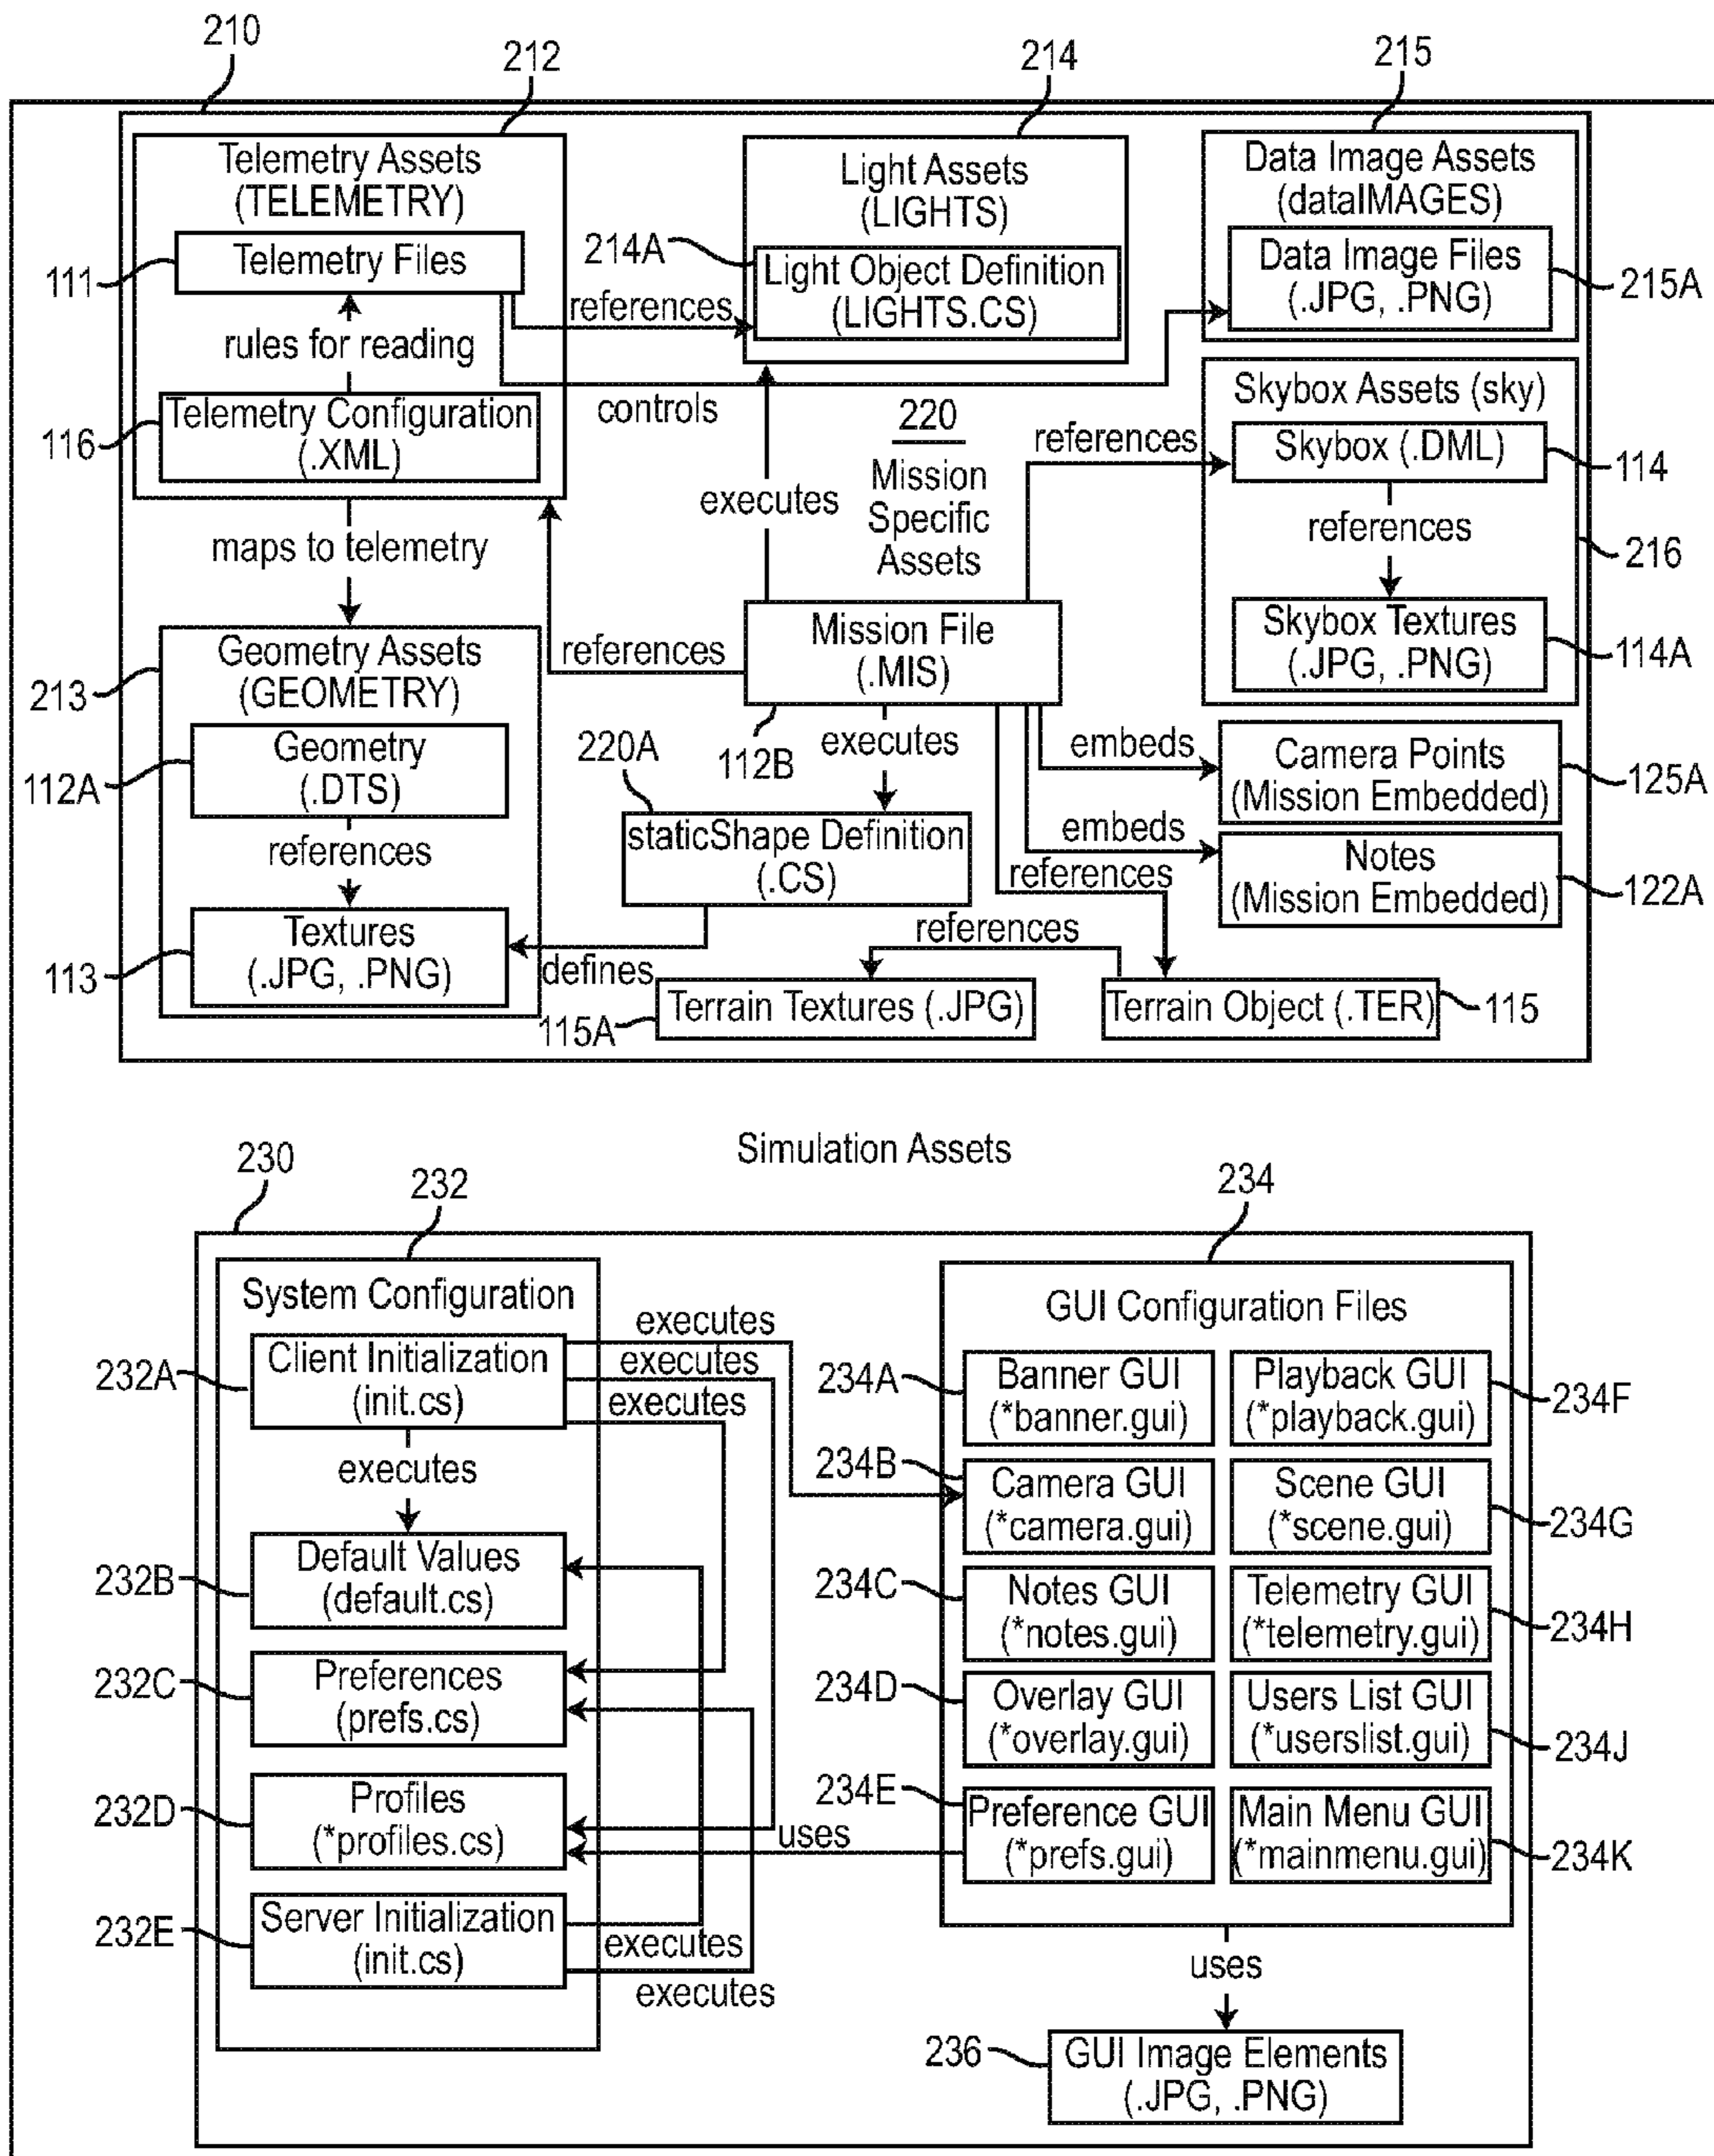 210
212
214
215
Telemetry Assets
(TELEMETRY)
Telemetry Files
111
rules for reading
Telemetry Configuration
(.XML)
116
references
controls
Light Assets
(LIGHTS)
214A
Light Object Definition
(LIGHTS.CS)
Data Image Assets
(dataIMAGES)
Data Image Files
(.JPG, .PNG)
215A
Skybox Assets (sky)
Skybox (.DML)
114
references
216
Skybox Textures
(.JPG, .PNG)
114A
executes
220
Mission
Specific
Assets
references
maps to telemetry
Geometry Assets
(GEOMETRY)
213
Geometry
(.DTS)
112A
references
Textures
(.JPG, .PNG)
113
references
Mission File
(.MIS)
112B
executes
220A
staticShape Definition
(.CS)
defines
embeds
Camera Points
(Mission Embedded)
125A
embeds
Notes
(Mission Embedded)
122A
references
references
Terrain Textures (.JPG)
115A
Terrain Object (.TER)
115
Simulation Assets
230
232
234
System Configuration
232A
Client Initialization
(init.cs)
executes
executes
executes
executes
232B
Default Values
(default.cs)
232C
Preferences
(prefs.cs)
232D
Profiles
(*profiles.cs)
uses
232E
Server Initialization
(init.cs)
executes
executes
GUI Configuration Files
234A
Banner GUI
(*banner.gui)
Playback GUI
(*playback.gui)
234F
234B
Camera GUI
(*camera.gui)
Scene GUI
(*scene.gui)
234G
234C
Notes GUI
(*notes.gui)
Telemetry GUI
(*telemetry.gui)
234H
234D
Overlay GUI
(*overlay.gui)
Users List GUI
(*userslist.gui)
234J
234E
Preference GUI
(*prefs.gui)
Main Menu GUI
(*mainmenu.gui)
234K
uses
236
GUI Image Elements
(.JPG, .PNG)